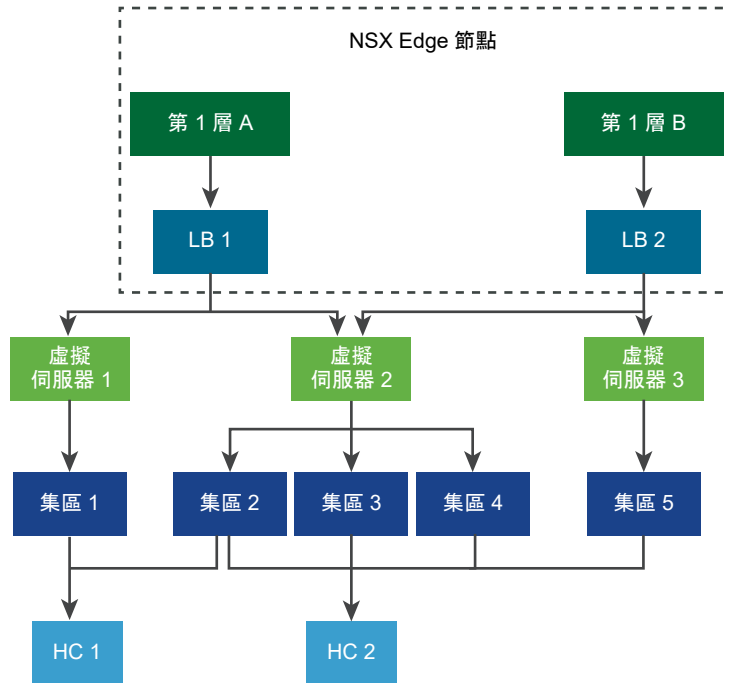 NSX Edge 節點
第 1 層 A
第 1 層 B
LB 1
LB 2
虛擬
伺服器 1
虛擬
伺服器 2
虛擬
伺服器 3
集區 1
集區 2
集區 3
集區 4
集區 5
HC 1
HC 2